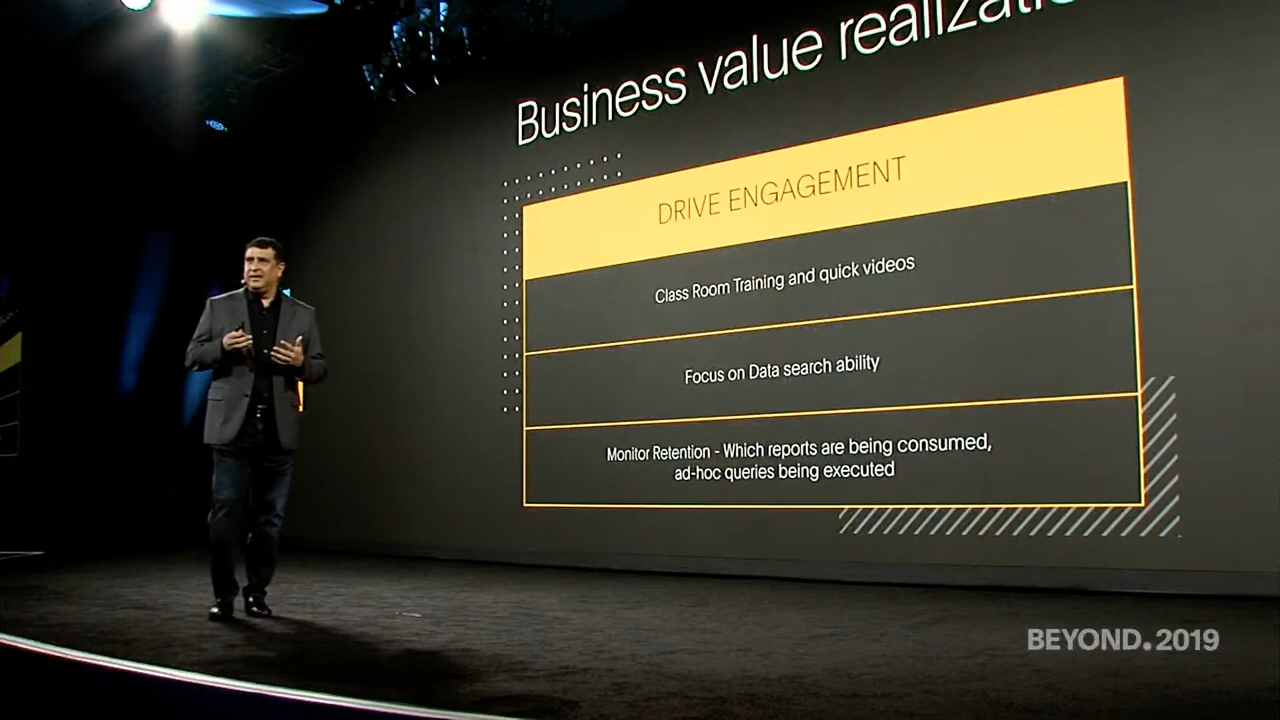 Business value realizatio
DRIVE ENGAGEMENT
Class Room Training and quick videos
Focus on Data search ability
Monitor Retention - Which reports are being consumed,
ad-hoc queries being executed
BEYOND.2019